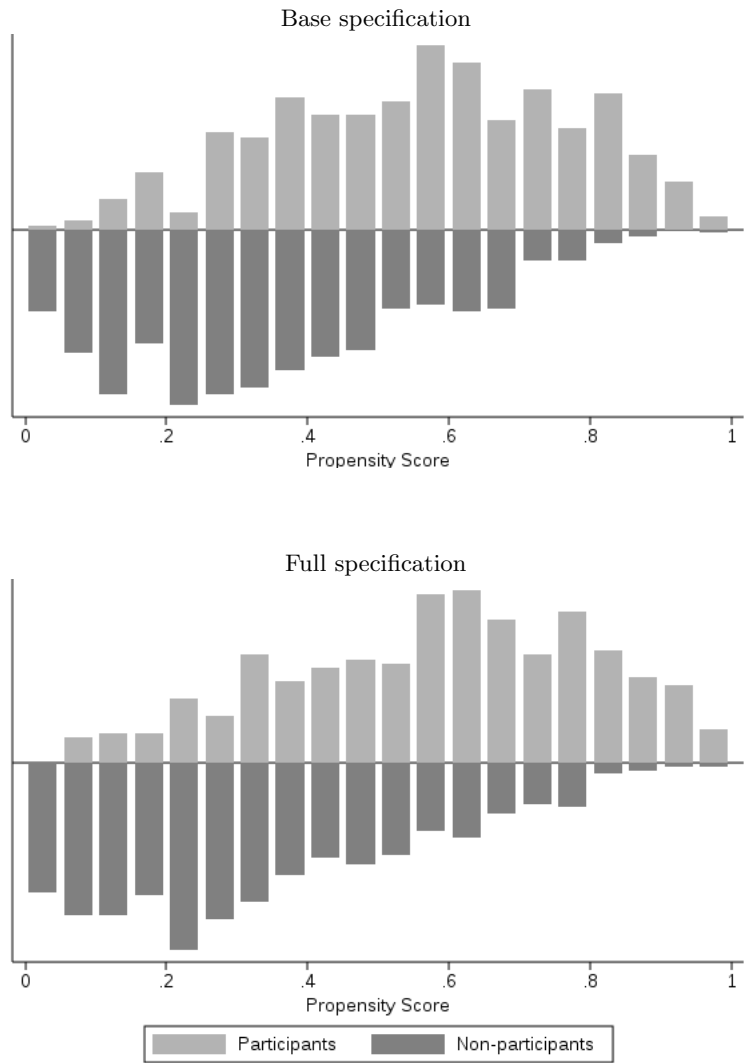 Base specification
0 .2 .4 .6 .8 1
Propensity Score
Full specification
0 .2 .4 .6 .8 1
Propensity Score
Participants Non-participants